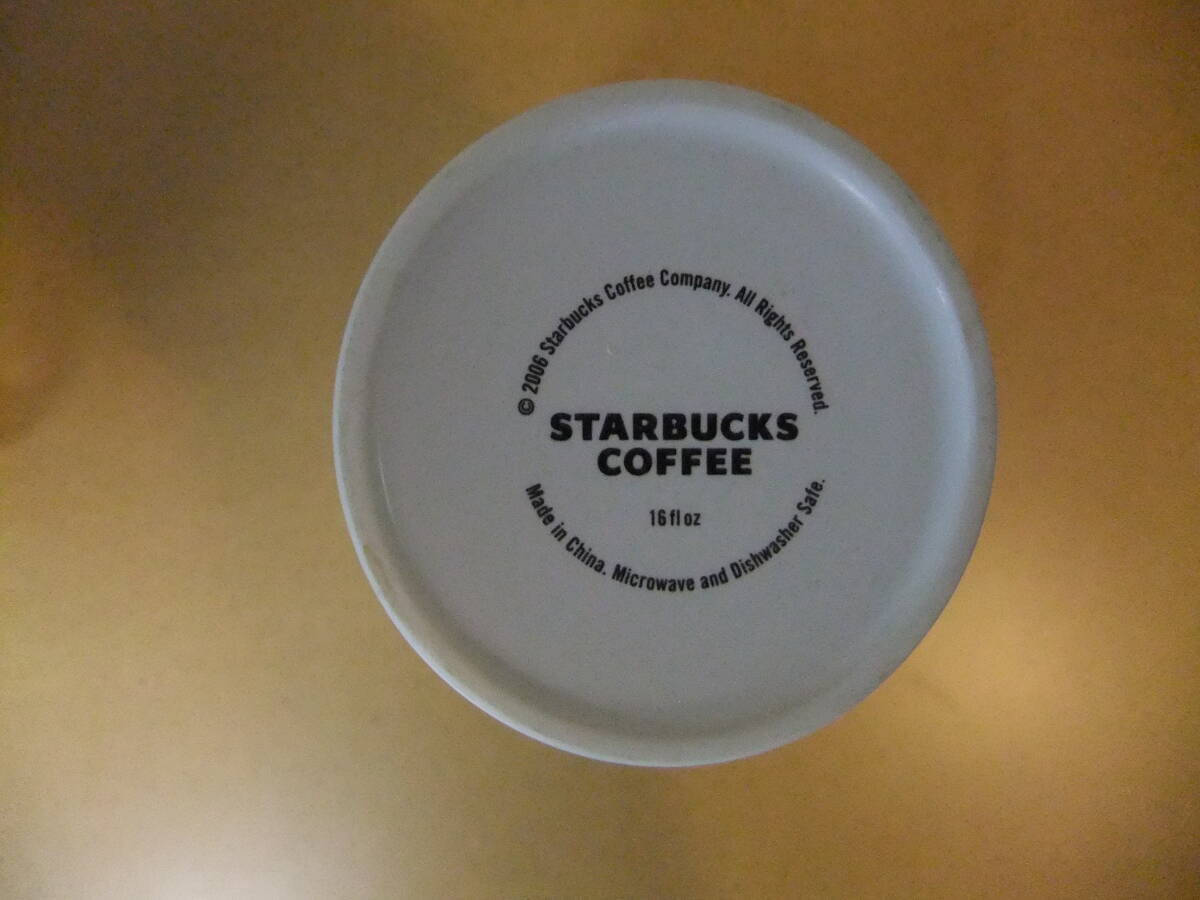 © 2006 Starbucks Coffee Company. All Rights Reserved.
STARBUCKS
COFFEE
16 fl oz
Made in China. Microwave and Dishwasher Safe.